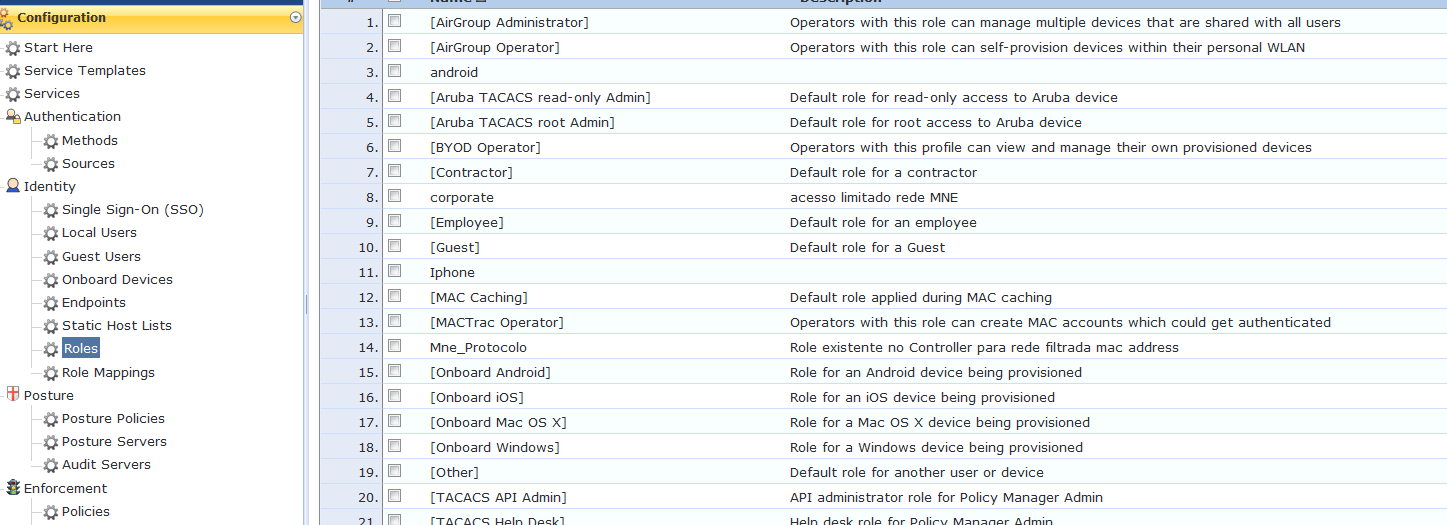 Configuration
Start Here
Service Templates
Services
Authentication
Methods
Sources
Identity
Single Sign-On (SSO)
Local Users
Guest Users
Onboard Devices
Endpoints
Static Host Lists
Roles
Role Mappings
Posture
Posture Policies
Posture Servers
Audit Servers
Enforcement
Policies
1. [AirGroup Administrator] Operators with this role can manage multiple devices that are shared with all users
2. [AirGroup Operator] Operators with this role can self-provision devices within their personal WLAN
3. android
4. [Aruba TACACS read-only Admin] Default role for read-only access to Aruba device
5. [Aruba TACACS root Admin] Default role for root access to Aruba device
6. [BYOD Operator] Operators with this profile can view and manage their own provisioned devices
7. [Contractor] Default role for a contractor
8. corporate acesso limitado rede MNE
9. [Employee] Default role for an employee
10. [Guest] Default role for a Guest
11. Iphone
12. [MAC Caching] Default role applied during MAC caching
13. [MACTrac Operator] Operators with this role can create MAC accounts which could get authenticated
14. Mne_Protocolo Role existente no Controller para rede filtrada mac address
15. [Onboard Android] Role for an Android device being provisioned
16. [Onboard iOS] Role for an iOS device being provisioned
17. [Onboard Mac OS X] Role for a Mac OS X device being provisioned
18. [Onboard Windows] Role for a Windows device being provisioned
19. [Other] Default role for another user or device
20. [TACACS API Admin] API administrator role for Policy Manager Admin
21. [TACACS Help Desk] Help desk role for Policy Manager Admin